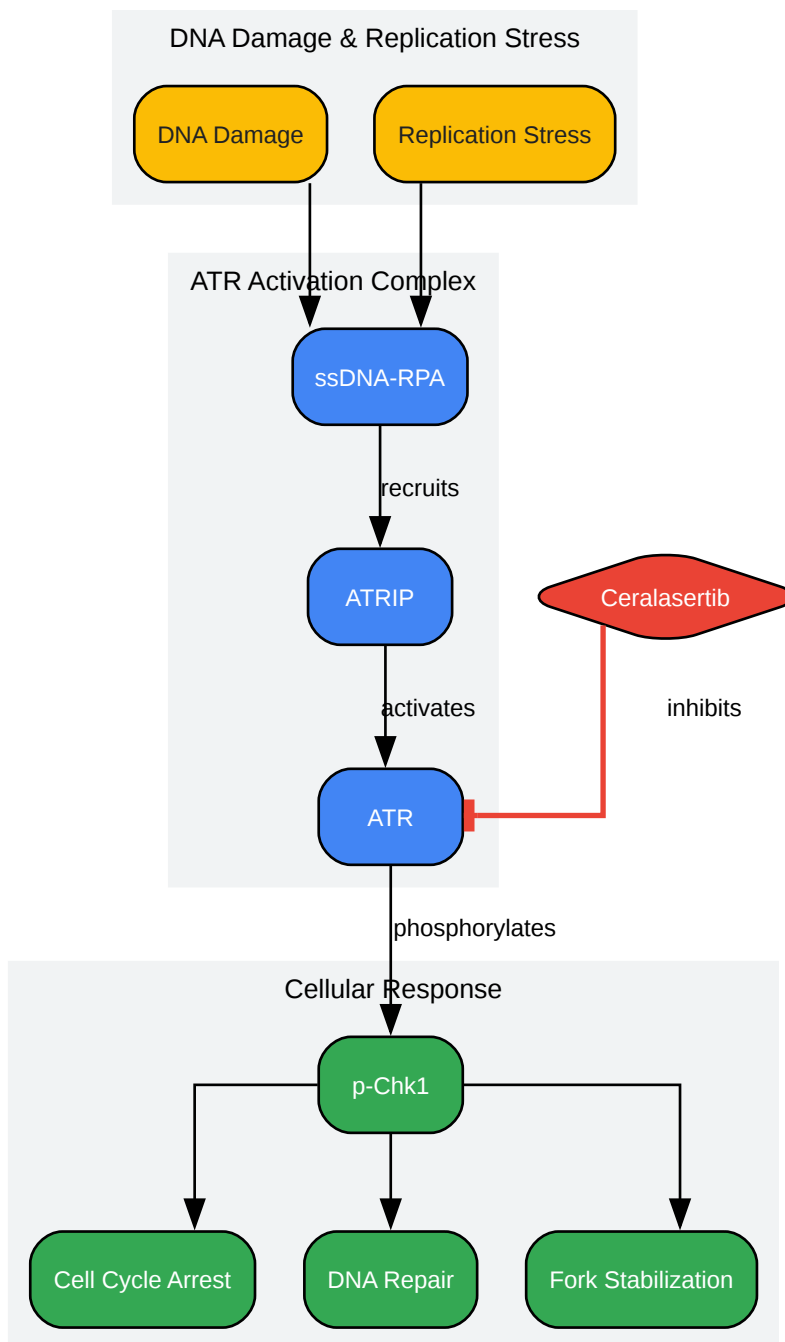 DNA Damage & Replication Stress
DNA Damage
Replication Stress
ATR Activation Complex
ssDNA-RPA
recruits
ATRIP
Ceralasertib
activates
inhibits
ATR
phosphorylates
Cellular Response
p-Chk1
Cell Cycle Arrest
DNA Repair
Fork Stabilization